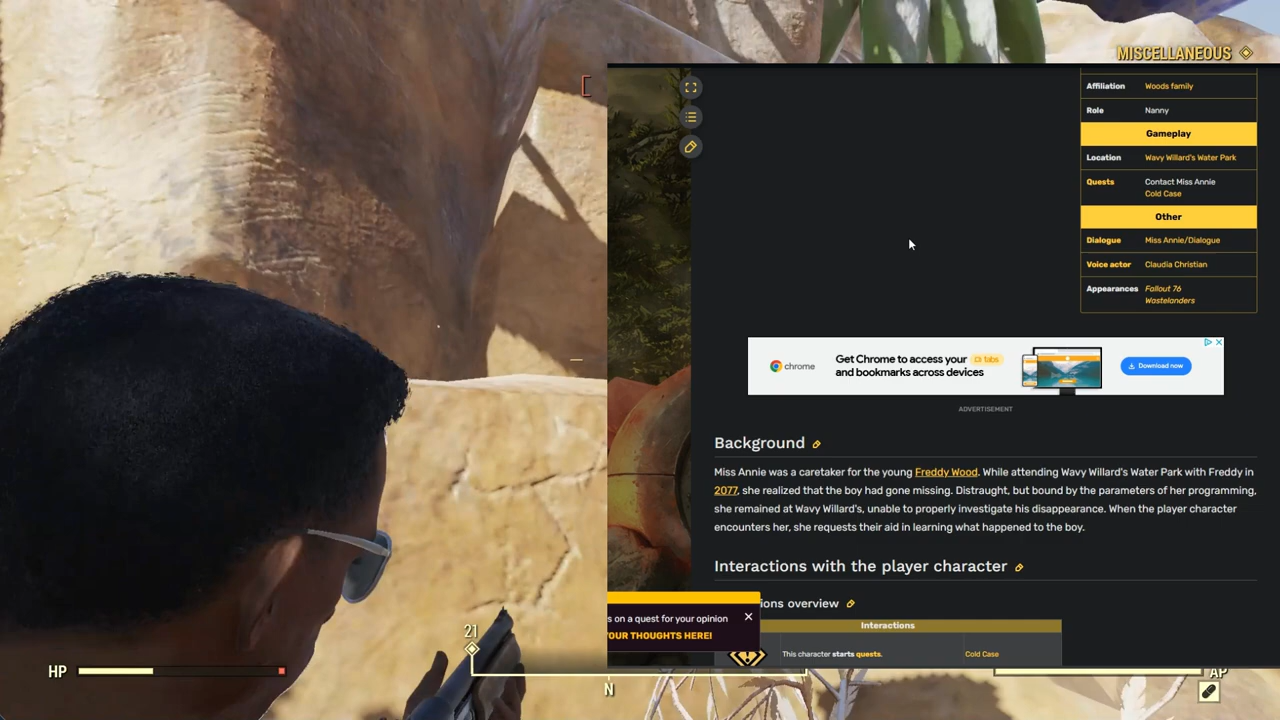 MISCELLANEOUS
Affiliation Woods family
Role Nanny
Gameplay
Location Wavy Willard's Water Park
Quests Contact Miss Annie
Cold Case
Other
Dialogue Miss Annie/Dialogue
Voice actor Claudia Christian
Appearances Fallout 76
Wastelanders
chrome
Get Chrome to access your tabs
and bookmarks across devices
Download now
ADVERTISEMENT
Background
Miss Annie was a caretaker for the young Freddy Wood. While attending Wavy Willard's Water Park with Freddy in
2077, she realized that the boy had gone missing. Distraught, but bound by the parameters of her programming,
she remained at Wavy Willard's, unable to properly investigate his disappearance. When the player character
encounters her, she requests their aid in learning what happened to the boy.
Interactions with the player character
ions overview
s on a quest for your opinion
YOUR THOUGHTS HERE!
Interactions
This character starts quests. Cold Case
21
HP
N
AP